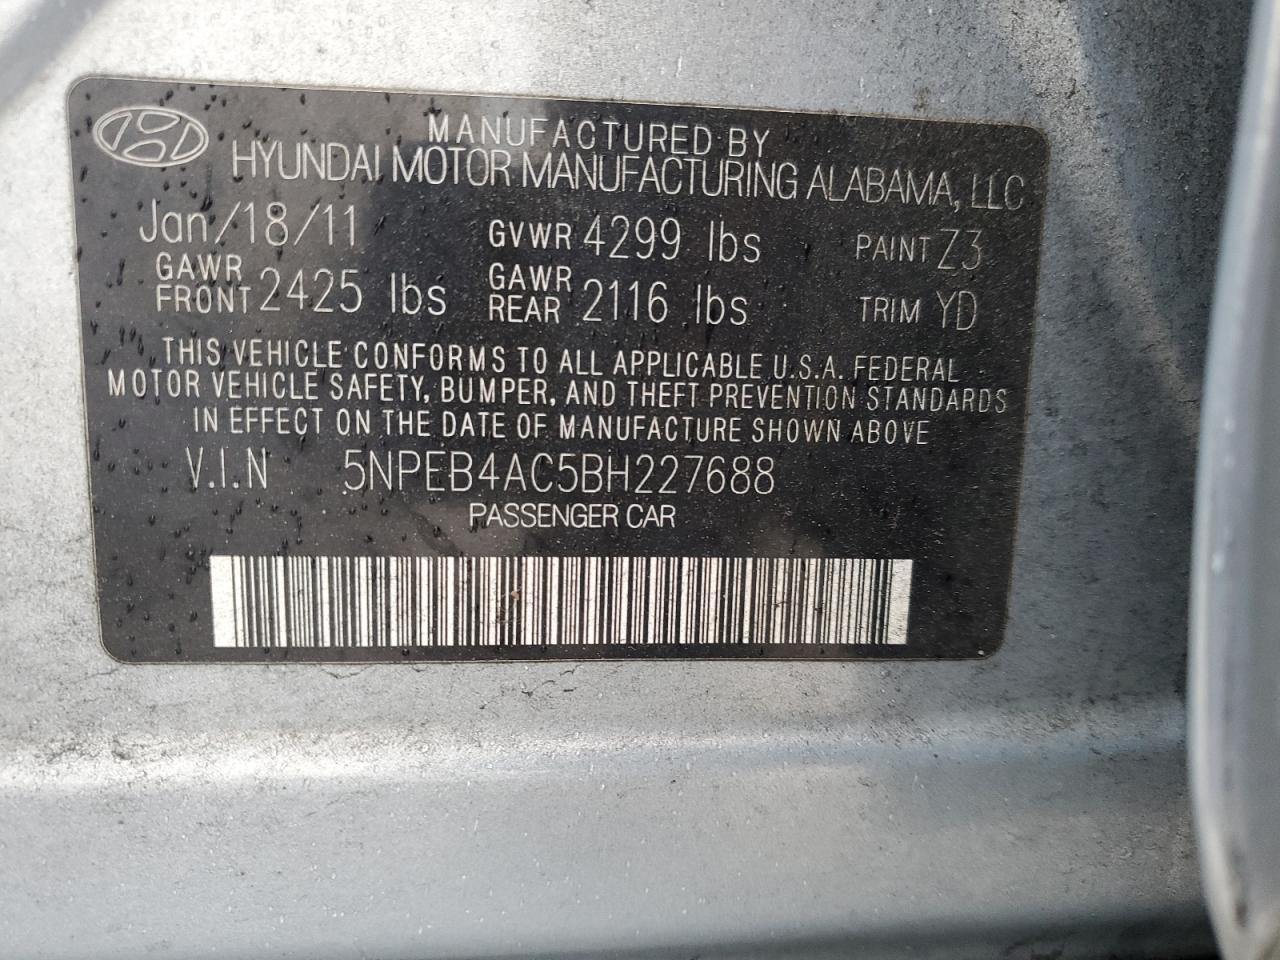 MANUFACTURED BY
HYUNDAI MOTOR MANUFACTURING ALABAMA, LLC
Jan/18/11 GVWR 4299 lbs PAINT Z3
GAWR FRONT 2425 lbs GAWR REAR 2116 lbs TRIM YD
THIS VEHICLE CONFORMS TO ALL APPLICABLE U.S.A. FEDERAL
MOTOR VEHICLE SAFETY, BUMPER, AND THEFT PREVENTION STANDARDS
IN EFFECT ON THE DATE OF MANUFACTURE SHOWN ABOVE
V.I.N 5NPEB4AC5BH227688
PASSENGER CAR